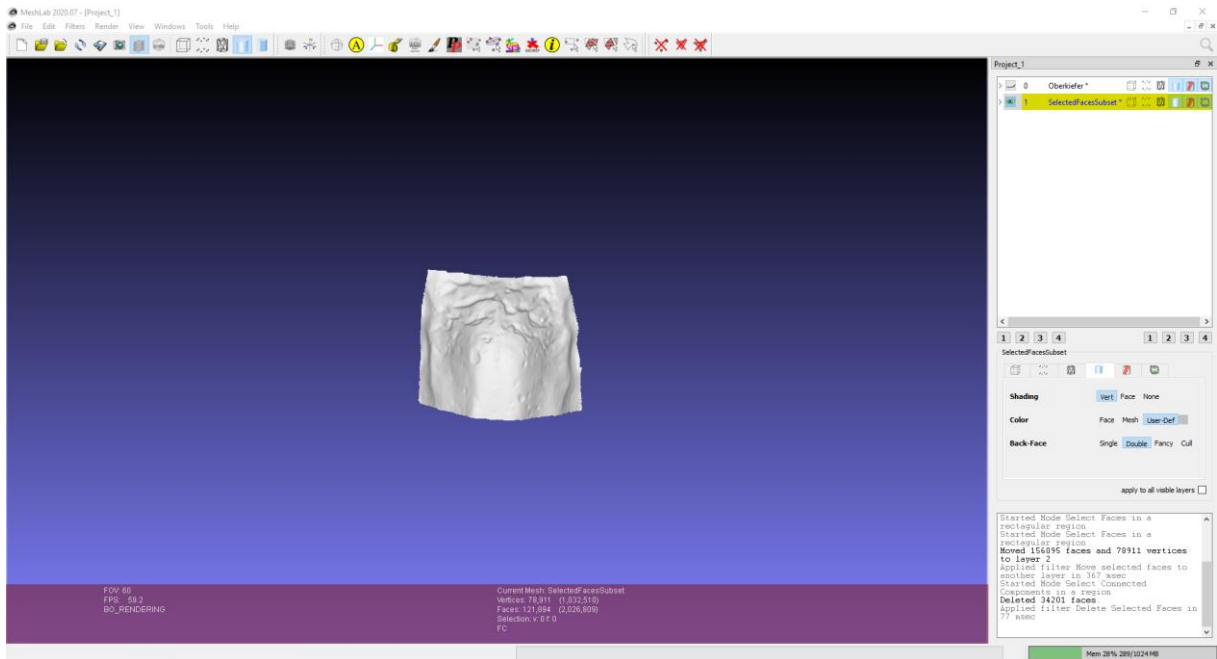 MeshLab 2020.07 - [Project_1]
File Edit Filters Render View Windows Tools Help
Project_1
0 Oberkiefer *
1 SelectedFacesSubset *
1 2 3 4 1 2 3 4
SelectedFacesSubset
Shading Vert Face None
Color Face Mesh User-Def
Back-Face Single Double Fancy Cull
apply to all visible layers
Started Mode Select Faces in a
rectagular region
Started Mode Select Faces in a
rectagular region
Moved 156095 faces and 78911 vertices
to layer 2
Applied filter Move selected faces to
another layer in 367 msec
Started Mode Select Connected
Components in a region
Deleted 34201 faces.
Applied filter Delete Selected Faces in
77 msec
FOV: 60
FPS: 59.2
BO_RENDERING
Current Mesh: SelectedFacesSubset
Vertices: 78,911 (1,032,510)
Faces: 121,894 (2,026,809)
Selection: v: 0 f: 0
FC
Mem 28% 289/1024 MB